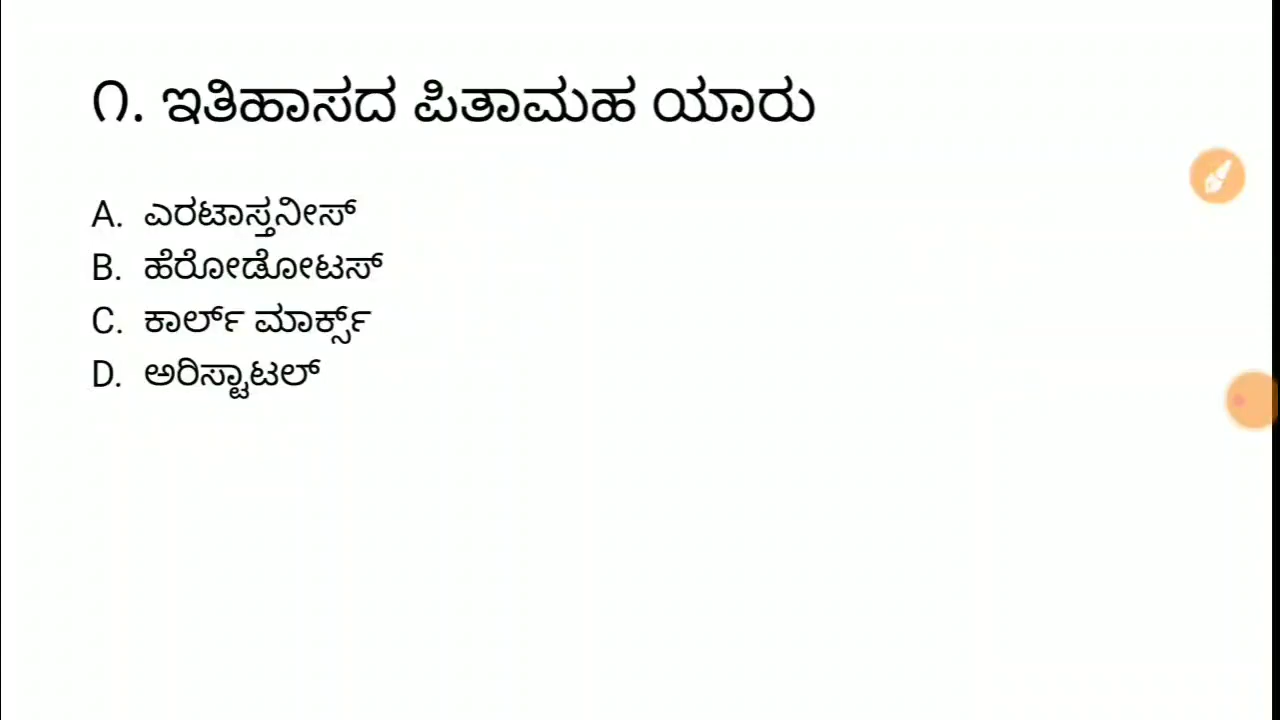 ೧. ಇತಿಹಾಸದ ಪಿತಾಮಹ ಯಾರು
A. ಎರಟಾಸ್ತನೀಸ್
B. ಹೆರೋಡೋಟಸ್
C. ಕಾರ್ಲ್ ಮಾರ್ಕ್ಸ್
D. ಅರಿಸ್ಟಾಟಲ್